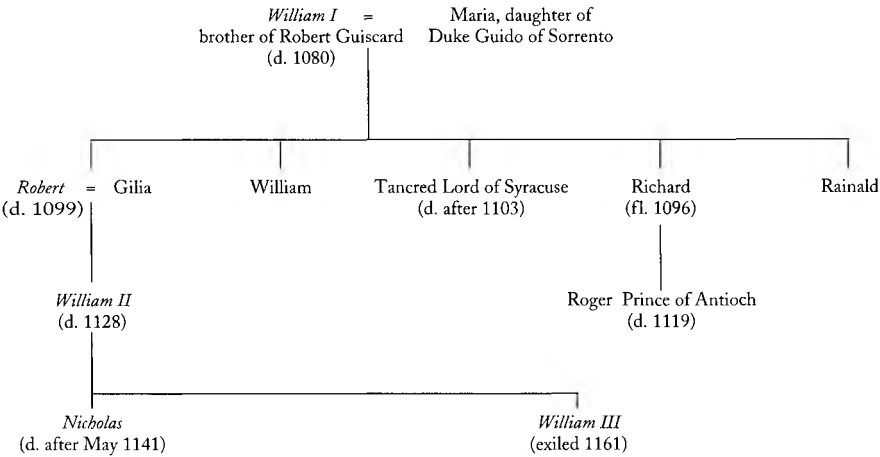 William I = Maria, daughter of
brother of Robert Guiscard Duke Guido of Sorrento
(d. 1080)
Robert = Gilia William Tancred Lord of Syracuse Richard Rainald
(d. 1099) (d. after 1103) (fl. 1096)
William II Roger Prince of Antioch
(d. 1128) (d. 1119)
Nicholas William III
(d. after May 1141) (exiled 1161)